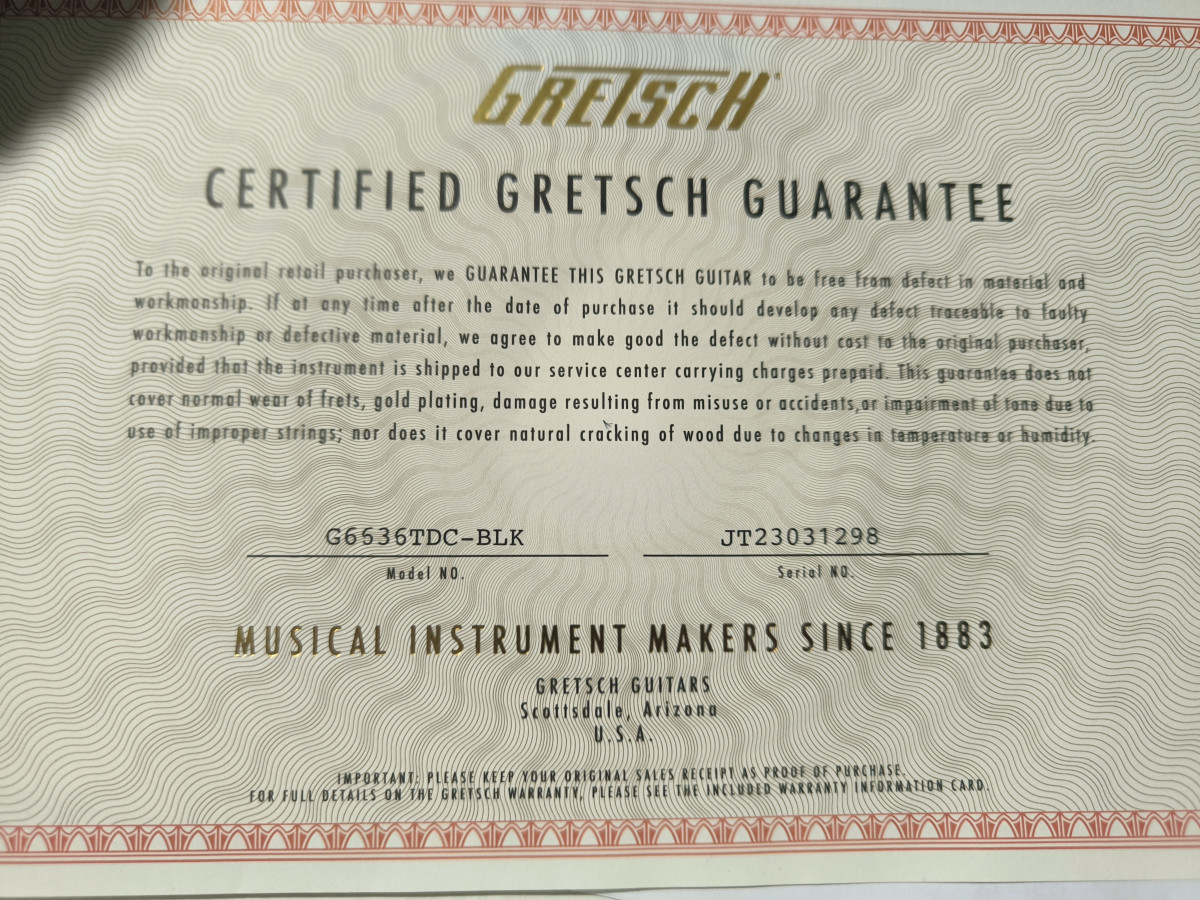 GRETSCH
CERTIFIED GRETSCH GUARANTEE
To the original retail purchaser, we GUARANTEE THIS GRETSCH GUITAR to be free from defect in material and
workmanship. If at any time after the date of purchase it should develop any defect traceable to faulty
workmanship or defective material, we agree to make good the defect without cost to the original purchaser,
provided that the instrument is shipped to our service center carrying charges prepaid. This guarantee does not
cover normal wear of frets, gold plating, damage resulting from misuse or accidents,or impairment of tone due to
use of improper strings; nor does it cover natural cracking of wood due to changes in temperature or humidity.
G6636TDC-BLK JT23031298
Model NO. Serial NO.
MUSICAL INSTRUMENT MAKERS SINCE 1883
GRETSCH GUITARS
Scottsdale, Arizona
U.S.A.
IMPORTANT: PLEASE KEEP YOUR ORIGINAL SALES RECEIPT AS PROOF OF PURCHASE.
FOR FULL DETAILS ON THE GRETSCH WARRANTY, PLEASE SEE THE INCLUDED WARRANTY INFORMATION CARD.